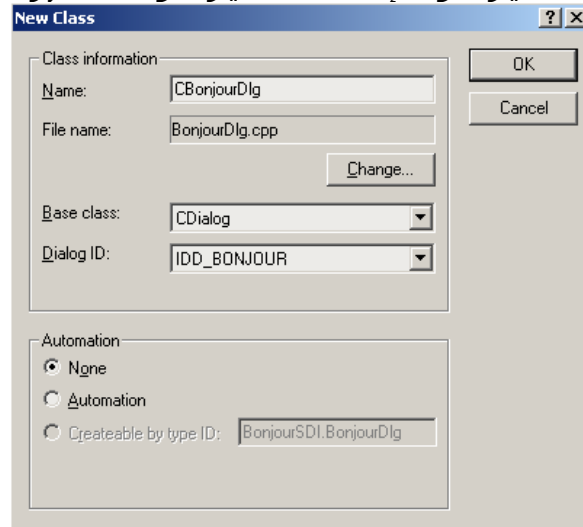 New Class
Class information
OK
Name:
CBonjourDlg
Cancel
File name:
BonjourDlg.cpp
Change...
Base class:
CDialog
Dialog ID:
IDD_BONJOUR
Automation
None
Automation
Createable by type ID:
BonjourSDI.BonjourDlg